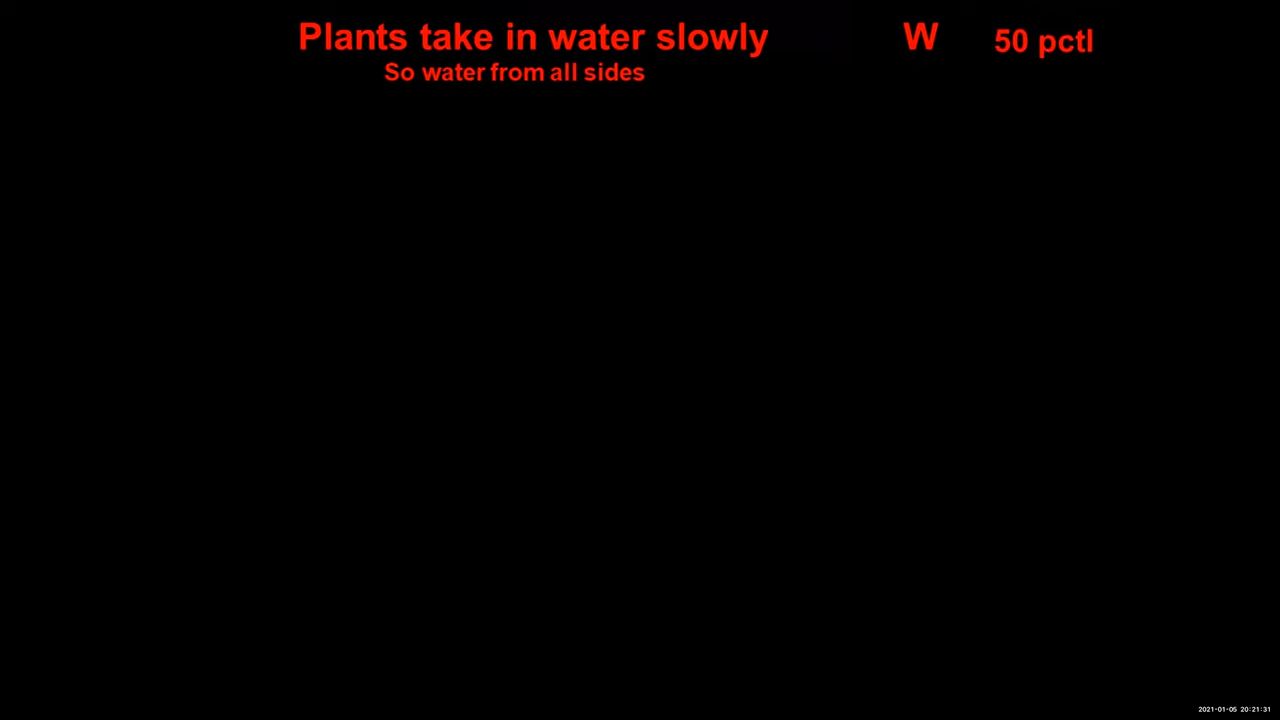 Plants take in water slowly W 50 pctl
So water from all sides
2021-01-05 20:21:31